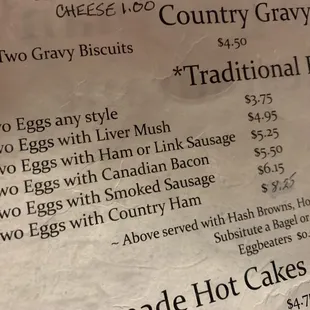 CHEESE 1.00
Country Gravy
Two Gravy Biscuits $4.50
*Traditional
Two Eggs any style $3.75
Two Eggs with Liver Mush $4.95
Two Eggs with Ham or Link Sausage $5.25
Two Eggs with Canadian Bacon $5.50
Two Eggs with Smoked Sausage $6.15
Two Eggs with Country Ham $ 8.25
~ Above served with Hash Browns,
Subsitute a Bagel or
Eggbeaters
Hot Cakes